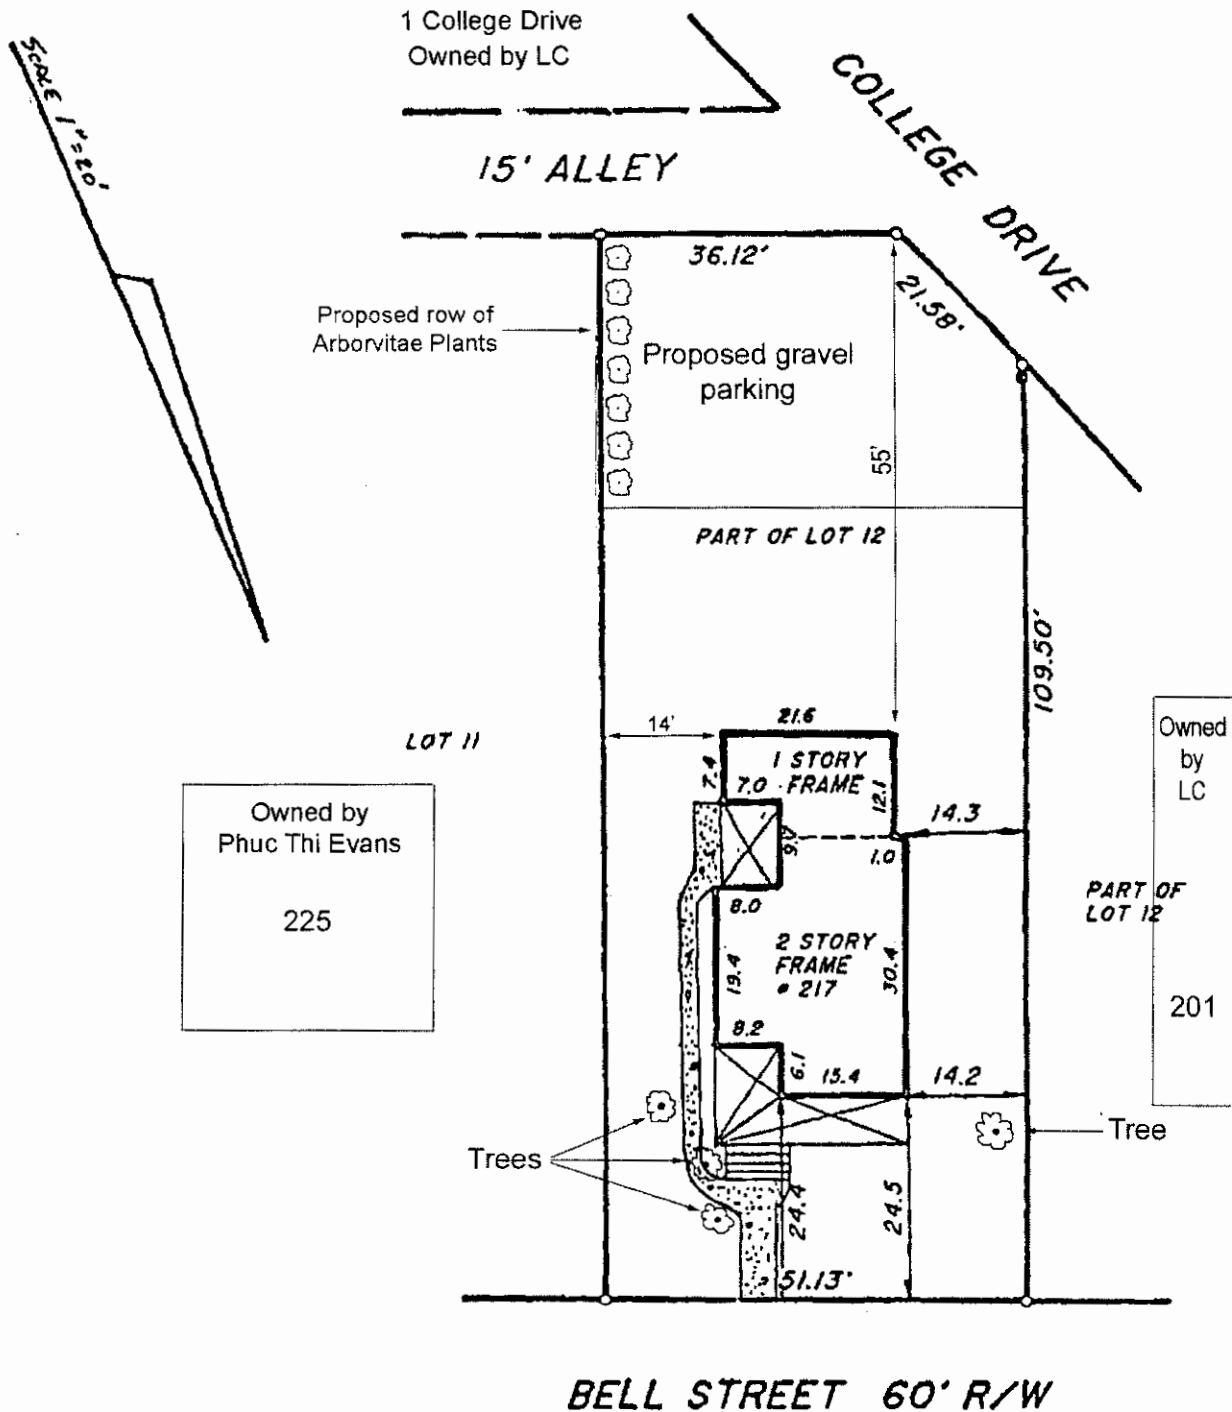 1 College Drive
Owned by LC
SCALE 1"=20'
COLLEGE DRIVE
15' ALLEY
36.12'
21.58'
Proposed row of
Arborvitae Plants
Proposed gravel
parking
55'
PART OF LOT 12
109.50'
LOT 11
14'
21.6
1 STORY
FRAME
7.4
7.0
12.1
14.3
1.0
8.0
Owned by
Phuc Thi Evans
225
Owned
by
LC
201
PART OF
LOT 12
2 STORY
FRAME
# 217
19.4
30.4
8.2
6.1
15.4
14.2
Trees
Tree
24.4
24.5
51.13'
BELL STREET 60' R/W